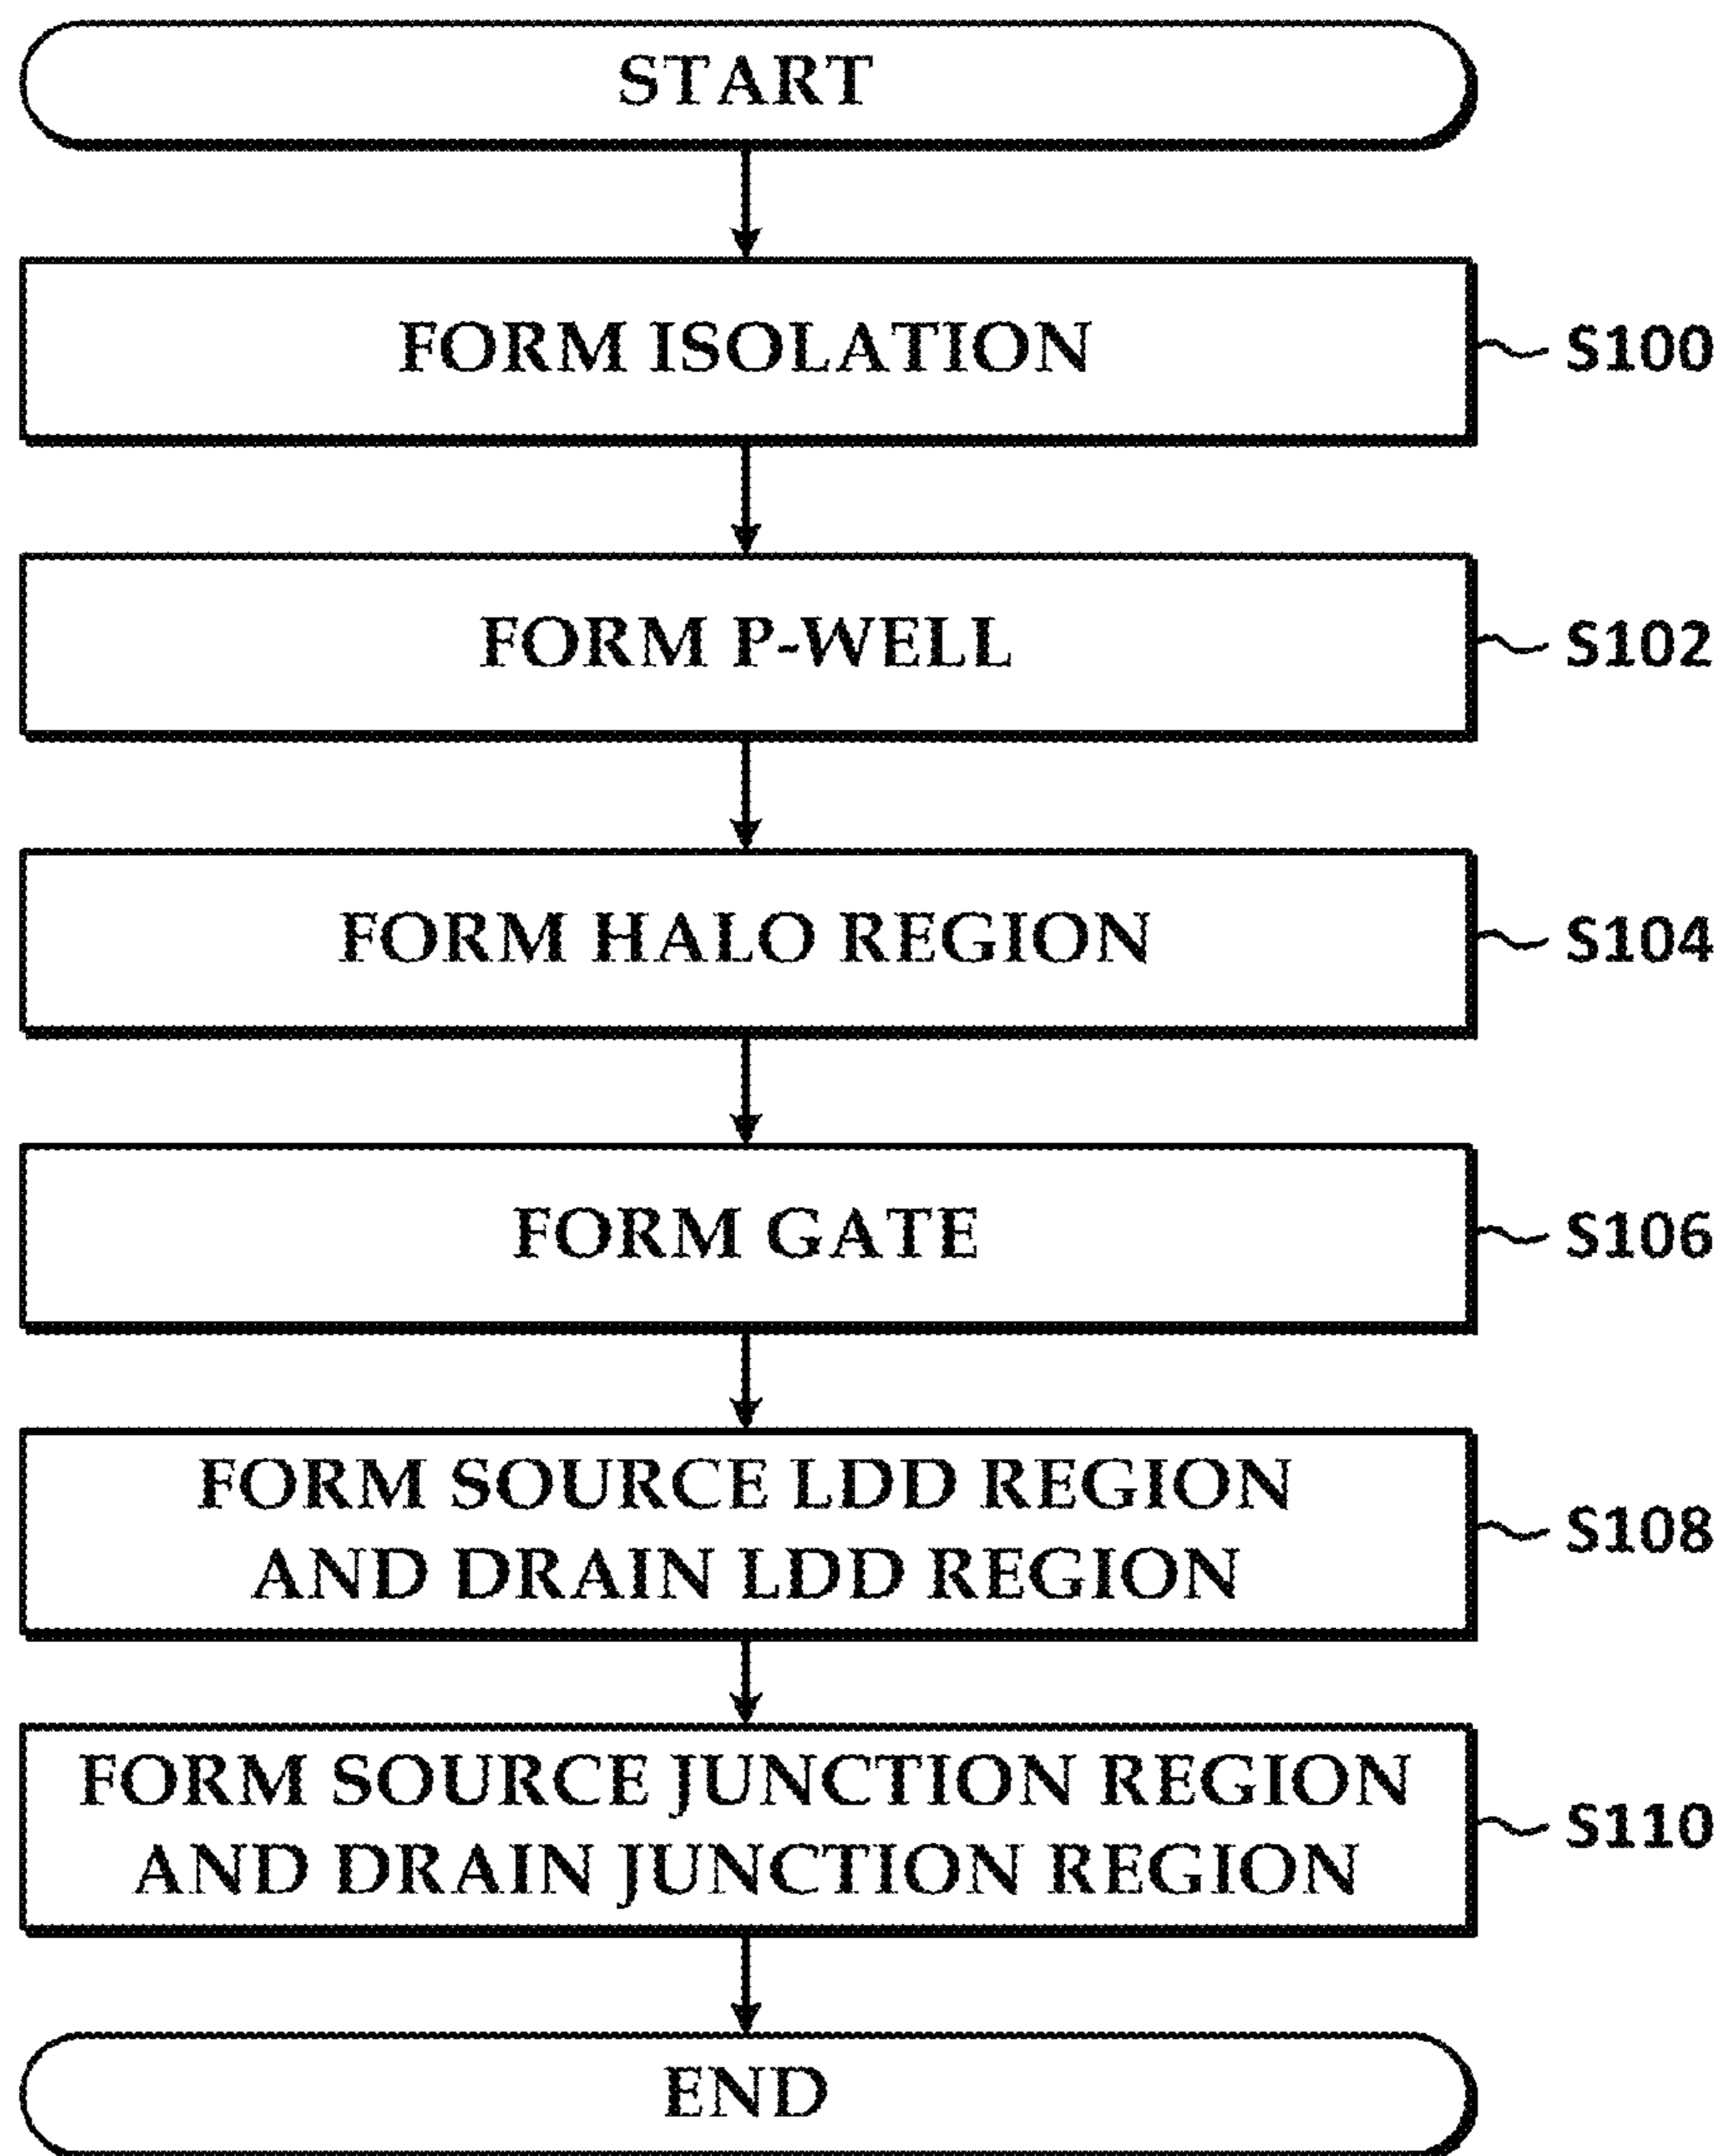 START
FORM ISOLATION
S100
FORM P-WELL
S102
FORM HALO REGION
S104
FORM GATE
S106
FORM SOURCE LDD REGION
AND DRAIN LDD REGION
S108
FORM SOURCE JUNCTION REGION
AND DRAIN JUNCTION REGION
S110
END